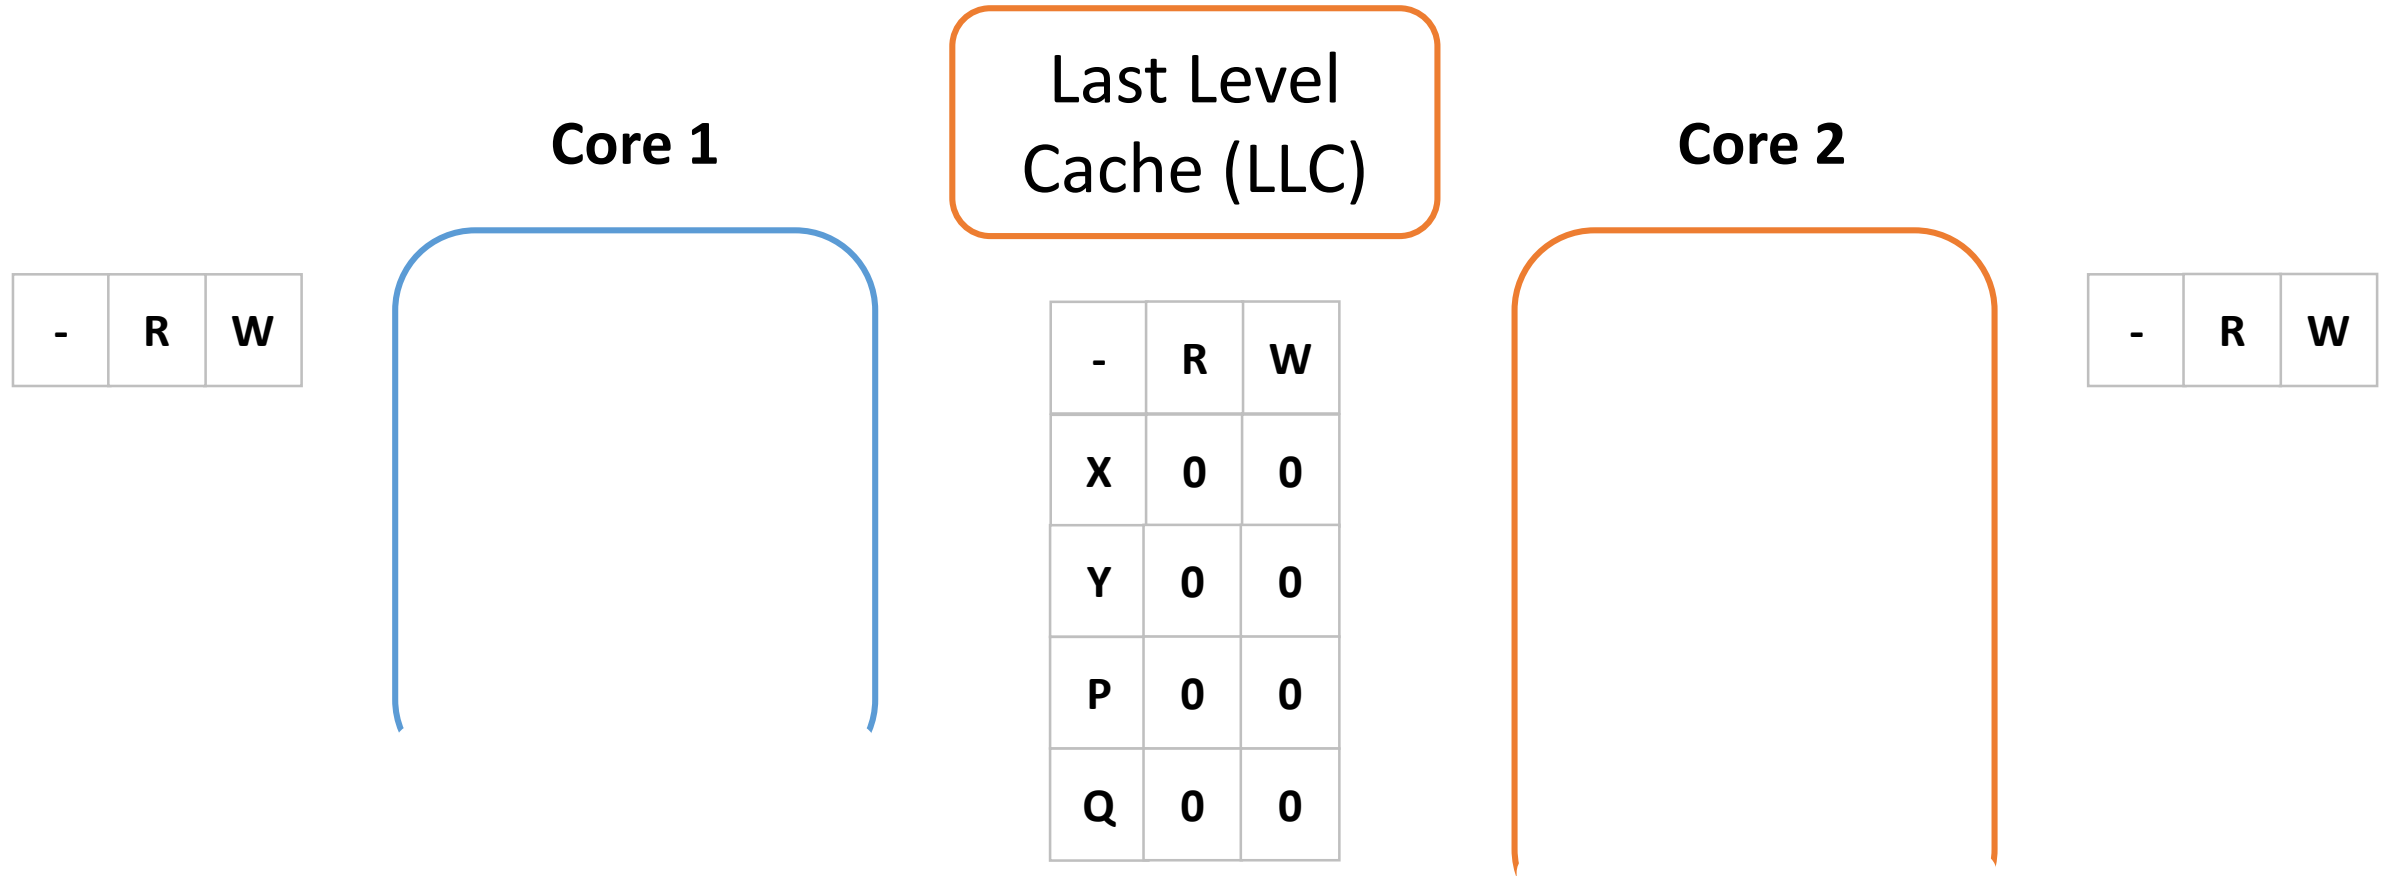 Last Level
Cache (LLC)
Core 1
Core 2
- R W
- R W
- R W
X 0 0
Y 0 0
P 0 0
Q 0 0